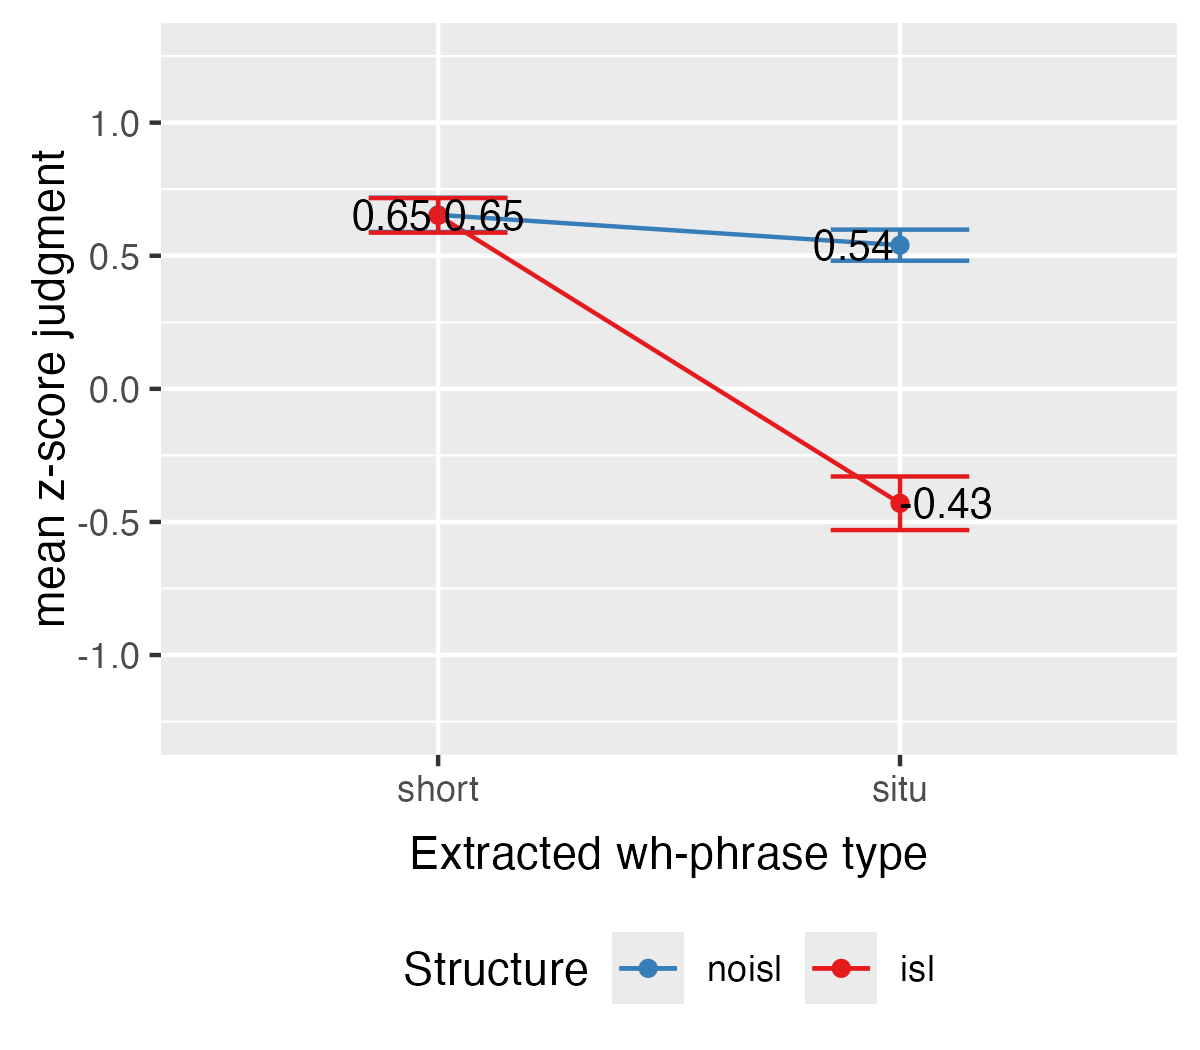 1.0
0.65 0.65
0.54
0.5
0.0
-0.43
-0.5
-1.0
mean z-score judgment
short situ
Extracted wh-phrase type
Structure noisl isl